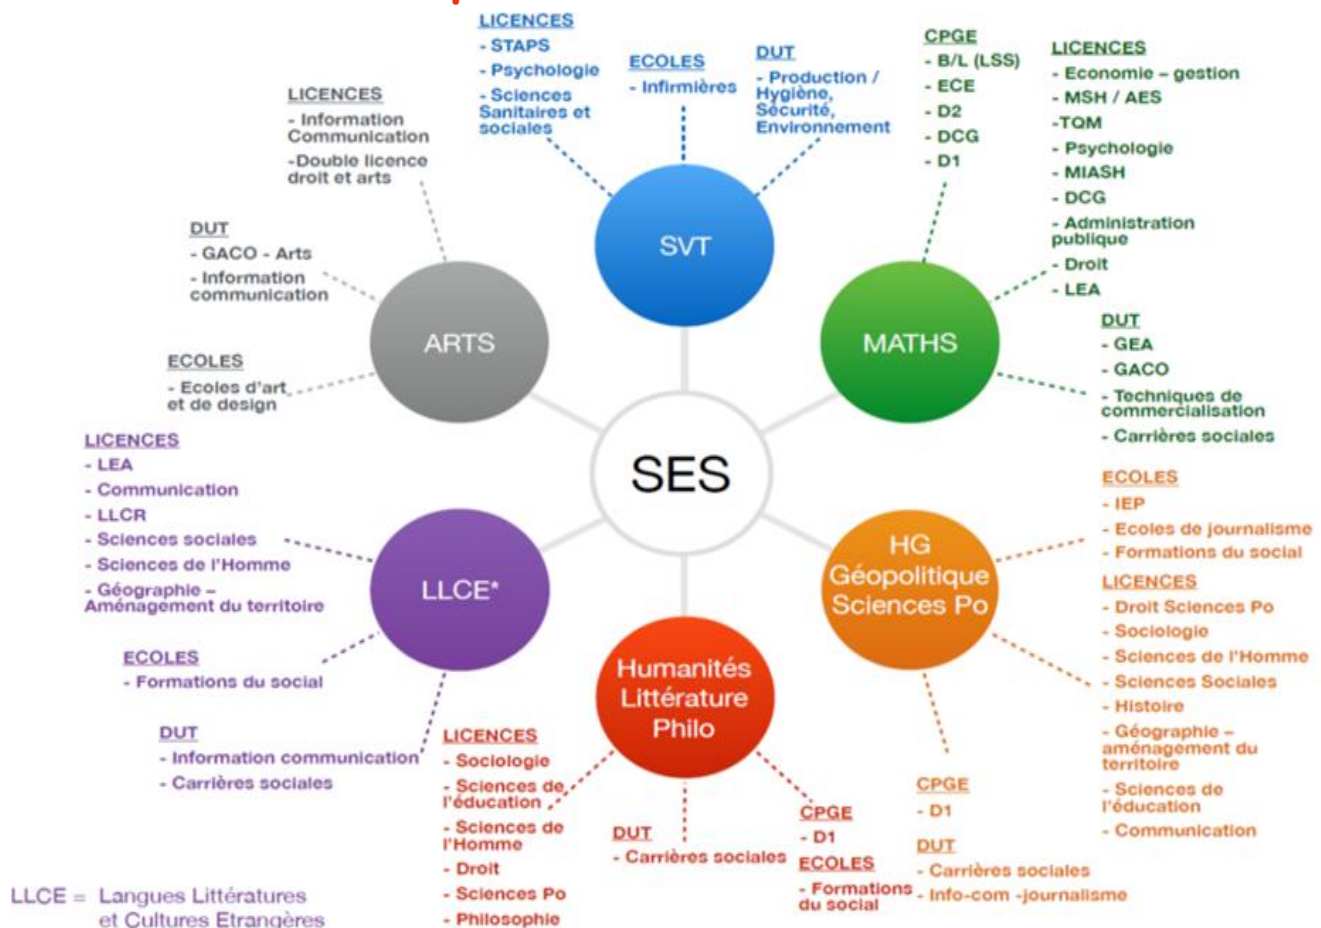 LICENCES
- STAPS
- Psychologie
- Sciences
Sanitaires et
sociales
ECOLES
- Infirmières
DUT
- Production /
Hygiène,
Sécurité,
Environnement
SVT
CPGE
- B/L (LSS)
- ECE
- D2
- DCG
- D1
LICENCES
- Economie – gestion
- MSH / AES
-TQM
- Psychologie
- MIASH
- DCG
- Administration
publique
- Droit
- LEA
DUT
- GEA
- GACO
- Techniques de
commercialisation
- Carrières sociales
MATHS
LICENCES
- Information
Communication
-Double licence
droit et arts
DUT
- GACO - Arts
- Information
communication
ECOLES
- Ecoles d'art
et de design
ARTS
SES
LICENCES
- LEA
- Communication
- LLCR
- Sciences sociales
- Sciences de l'Homme
- Géographie –
Aménagement du territoire
ECOLES
- Formations du social
DUT
- Information communication
- Carrières sociales
LLCE*
HG
Géopolitique
Sciences Po
ECOLES
- IEP
- Ecoles de journalisme
- Formations du social
LICENCES
- Droit Sciences Po
- Sociologie
- Sciences de l'Homme
- Sciences Sociales
- Histoire
- Géographie –
aménagement du
territoire
- Sciences de
l'éducation
- Communication
CPGE
- D1
DUT
- Carrières sociales
- Info-com -journalisme
Humanités
Littérature
Philo
LICENCES
- Sociologie
- Sciences de
l'éducation
- Sciences de
l'Homme
- Droit
- Sciences Po
- Philosophie
DUT
- Carrières sociales
CPGE
- D1
ECOLES
- Formations
du social
LLCE = Langues Littératures
et Cultures Etrangères